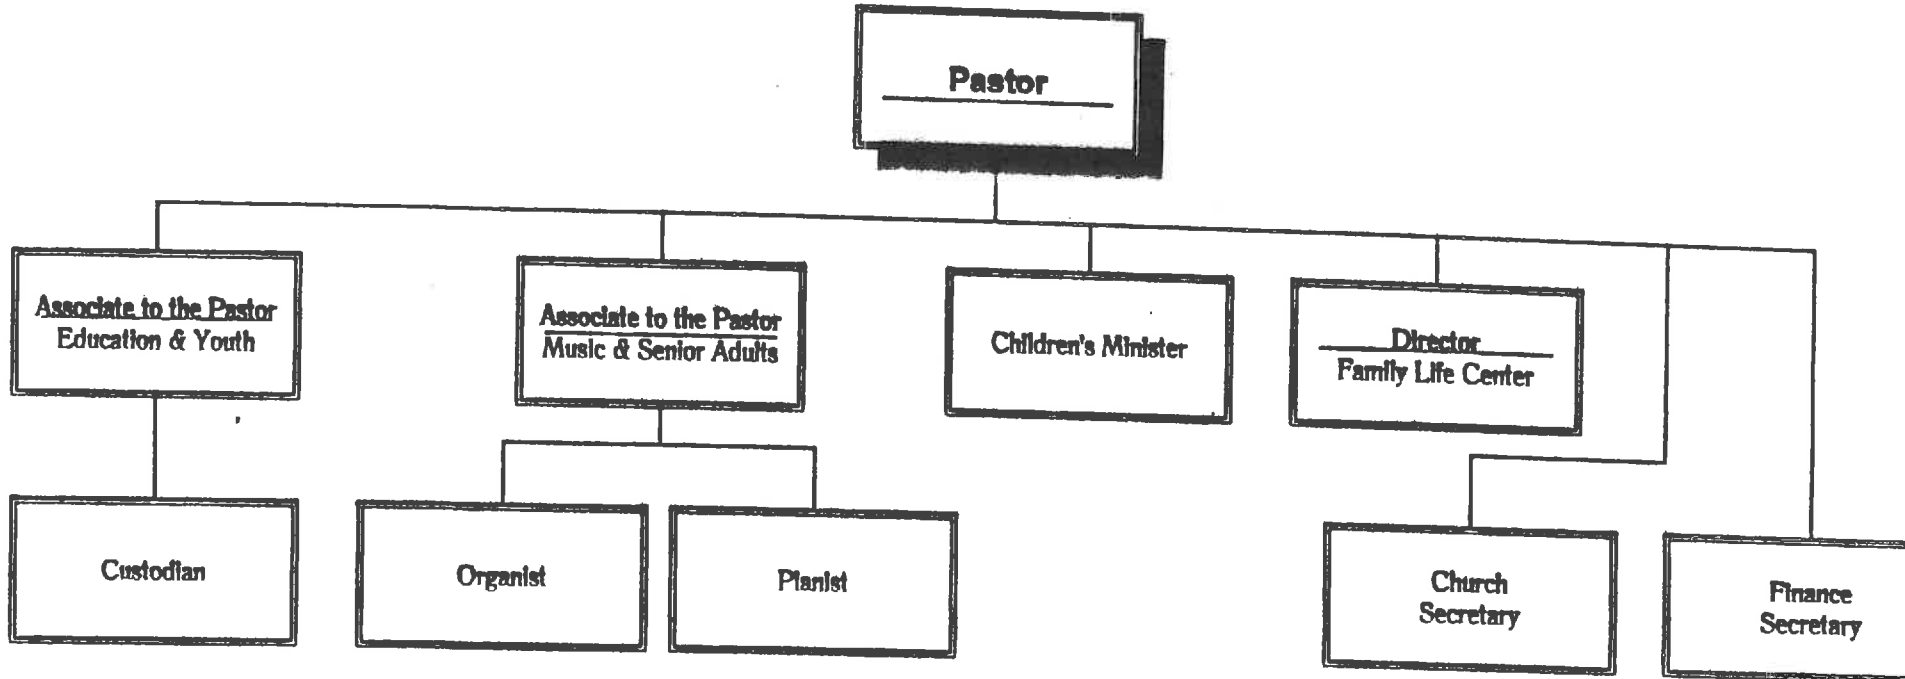 Pastor
Associate to the Pastor
Education & Youth
Associate to the Pastor
Music & Senior Adults
Children's Minister
Director
Family Life Center
Custodian
Organist
Pianist
Church
Secretary
Finance
Secretary